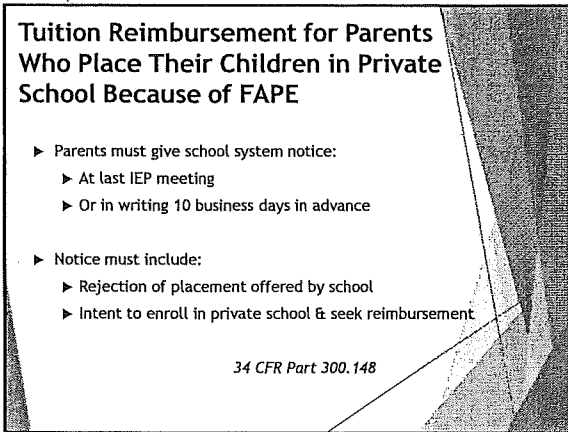 Tuition Reimbursement for Parents
Who Place Their Children in Private
School Because of FAPE
▶ Parents must give school system notice:
▶ At last IEP meeting
▶ Or in writing 10 business days in advance
▶ Notice must include:
▶ Rejection of placement offered by school
▶ Intent to enroll in private school & seek reimbursement
34 CFR Part 300.148